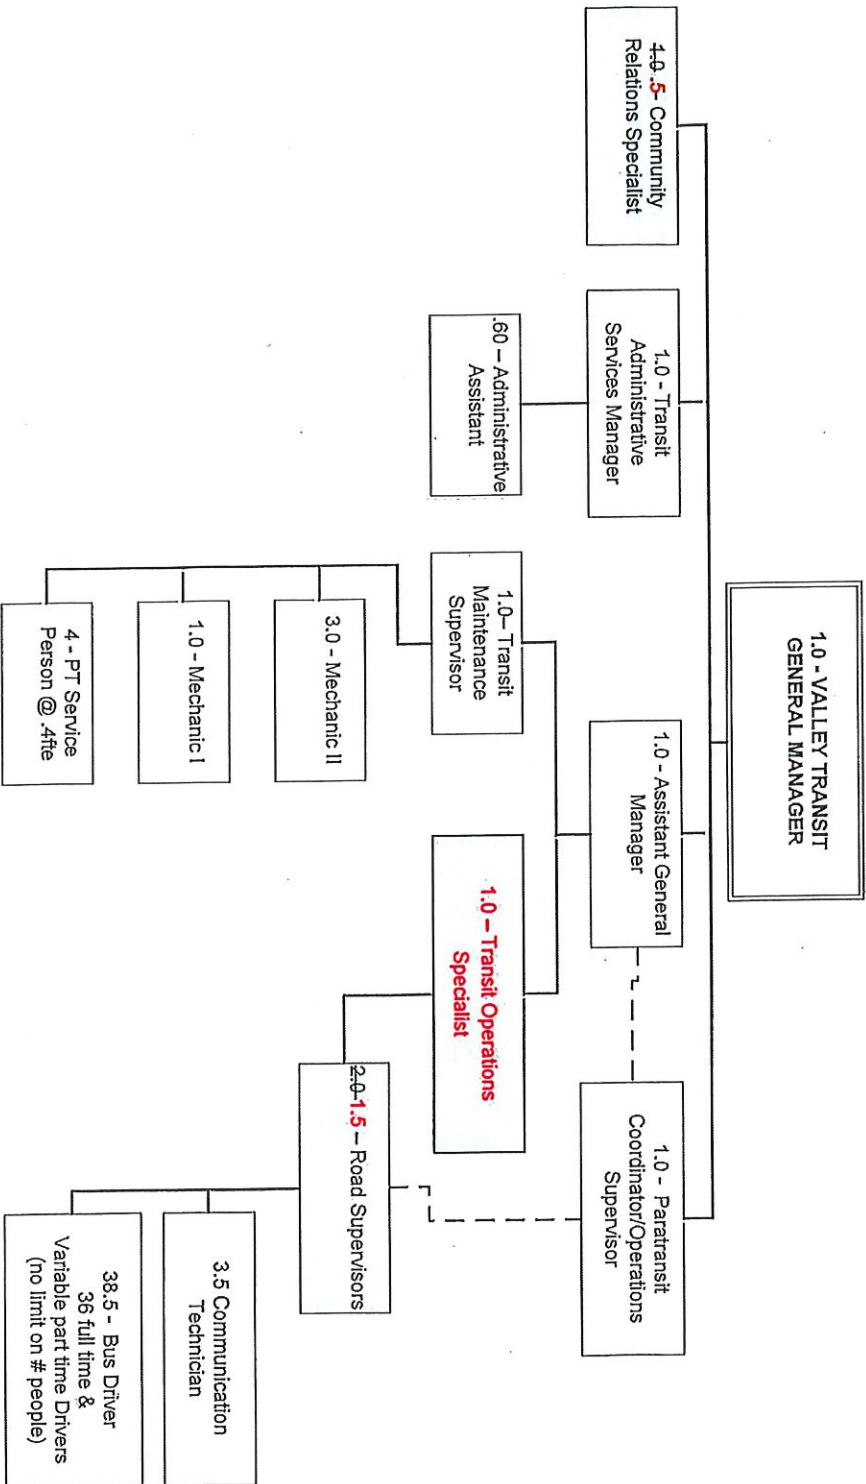 1.0 - VALLEY TRANSIT
GENERAL MANAGER
1.0 .5- Community
Relations Specialist
1.0 - Transit
Administrative
Services Manager
1.0 - Assistant General
Manager
1.0 - Paratransit
Coordinator/Operations
Supervisor
.60 – Administrative
Assistant
1.0– Transit
Maintenance
Supervisor
1.0 – Transit Operations
Specialist
3.0 - Mechanic II
1.0 - Mechanic I
4 - PT Service
Person @ .4fte
2.0 1.5 – Road Supervisors
3.5 Communication
Technician
38.5 - Bus Driver
36 full time &
Variable part time Drivers
(no limit on # people)